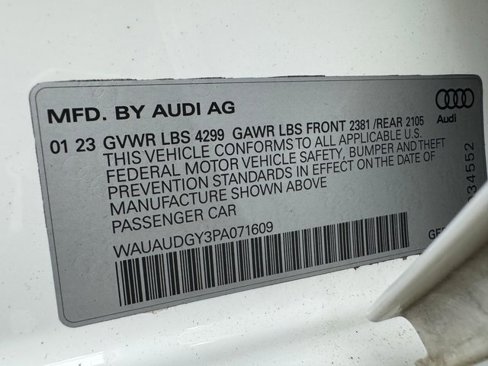 MFD. BY AUDI AG
Audi
01 23 GVWR LBS 4299 GAWR LBS FRONT 2381 /REAR 2105
THIS VEHICLE CONFORMS TO ALL APPLICABLE U.S.
FEDERAL MOTOR VEHICLE SAFETY, BUMPER AND THEFT
PREVENTION STANDARDS IN EFFECT ON THE DATE OF
MANUFACTURE SHOWN ABOVE
PASSENGER CAR
WAUAUDGY3PA071609
34552